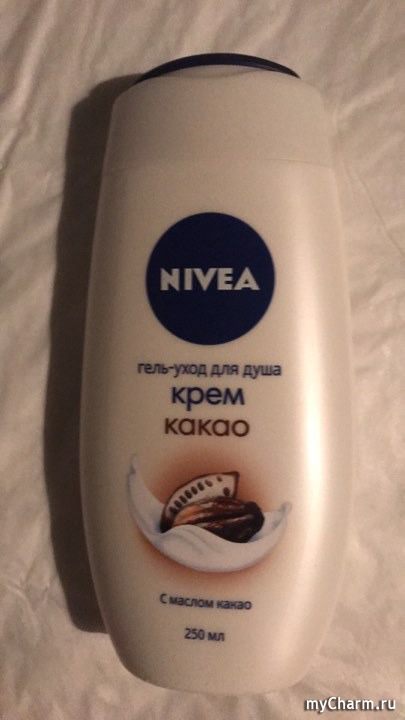 NIVEA
гель-уход для душа
крем
какао
С маслом какао
250 мл
myCharm.ru